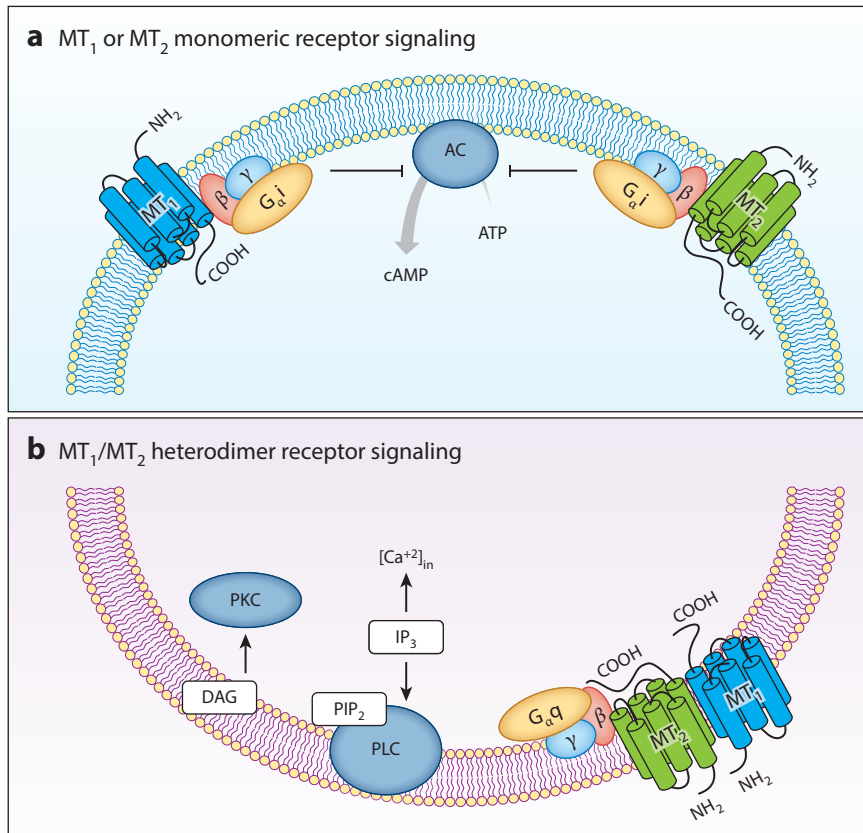 a MT₁ or MT₂ monomeric receptor signaling
NH₂
MT₁
COOH
β
γ
Gαi
AC
cAMP
ATP
Gαi
γ
β
MT₂
NH₂
COOH
b MT₁/MT₂ heterodimer receptor signaling
[Ca⁺²]in
PKC
IP₃
DAG
PIP₂
PLC
Gαq
γ
β
COOH
COOH
MT₂
MT₁
NH₂
NH₂